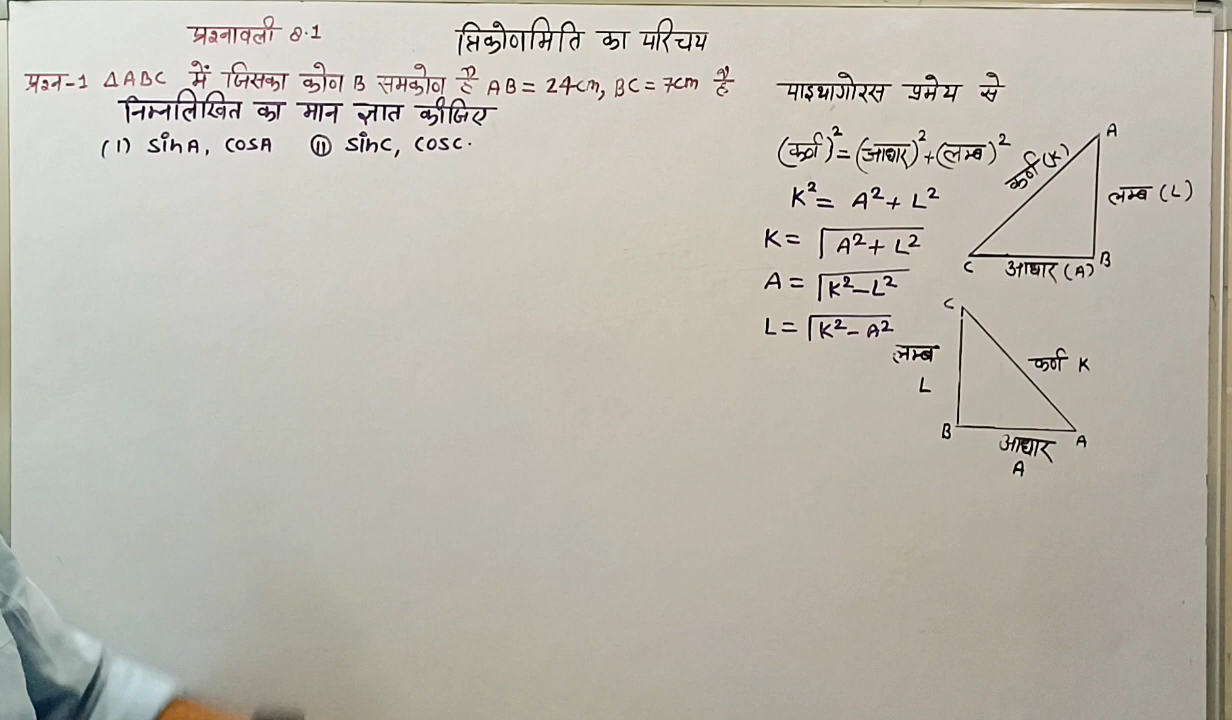 प्रश्नावली 8.1
त्रिकोणमिति का परिचय
प्रश्न-1 ΔABC में जिसका कोण B समकोण है AB = 24cm, BC = 7cm है
निम्नलिखित का मान ज्ञात कीजिए
(i) sinA, cosA (ii) sinC, cosC.
पाइथागोरस प्रमेय से
(कर्ण)² = (आधार)² + (लम्ब)²
K² = A² + L²
K = √A² + L²
A = √K² – L²
L = √K² – A²
A
कर्ण (K)
लम्ब (L)
C
आधार (A)
B
C
लम्ब
L
कर्ण K
B
आधार
A
A